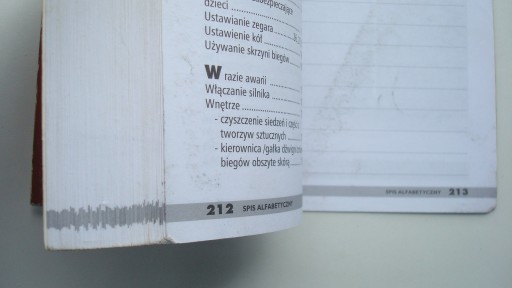 dzieci
Ustawianie zegara
Ustawienie kół
Używanie skrzyni biegów
W razie awarii
Włączanie silnika
Wnętrze
- czyszczenie siedzeń i części
tworzyw sztucznych
- kierownica /gałka
biegów obszyte skórą
212 SPIS ALFABETYCZNY
SPIS ALFABETYCZNY 213